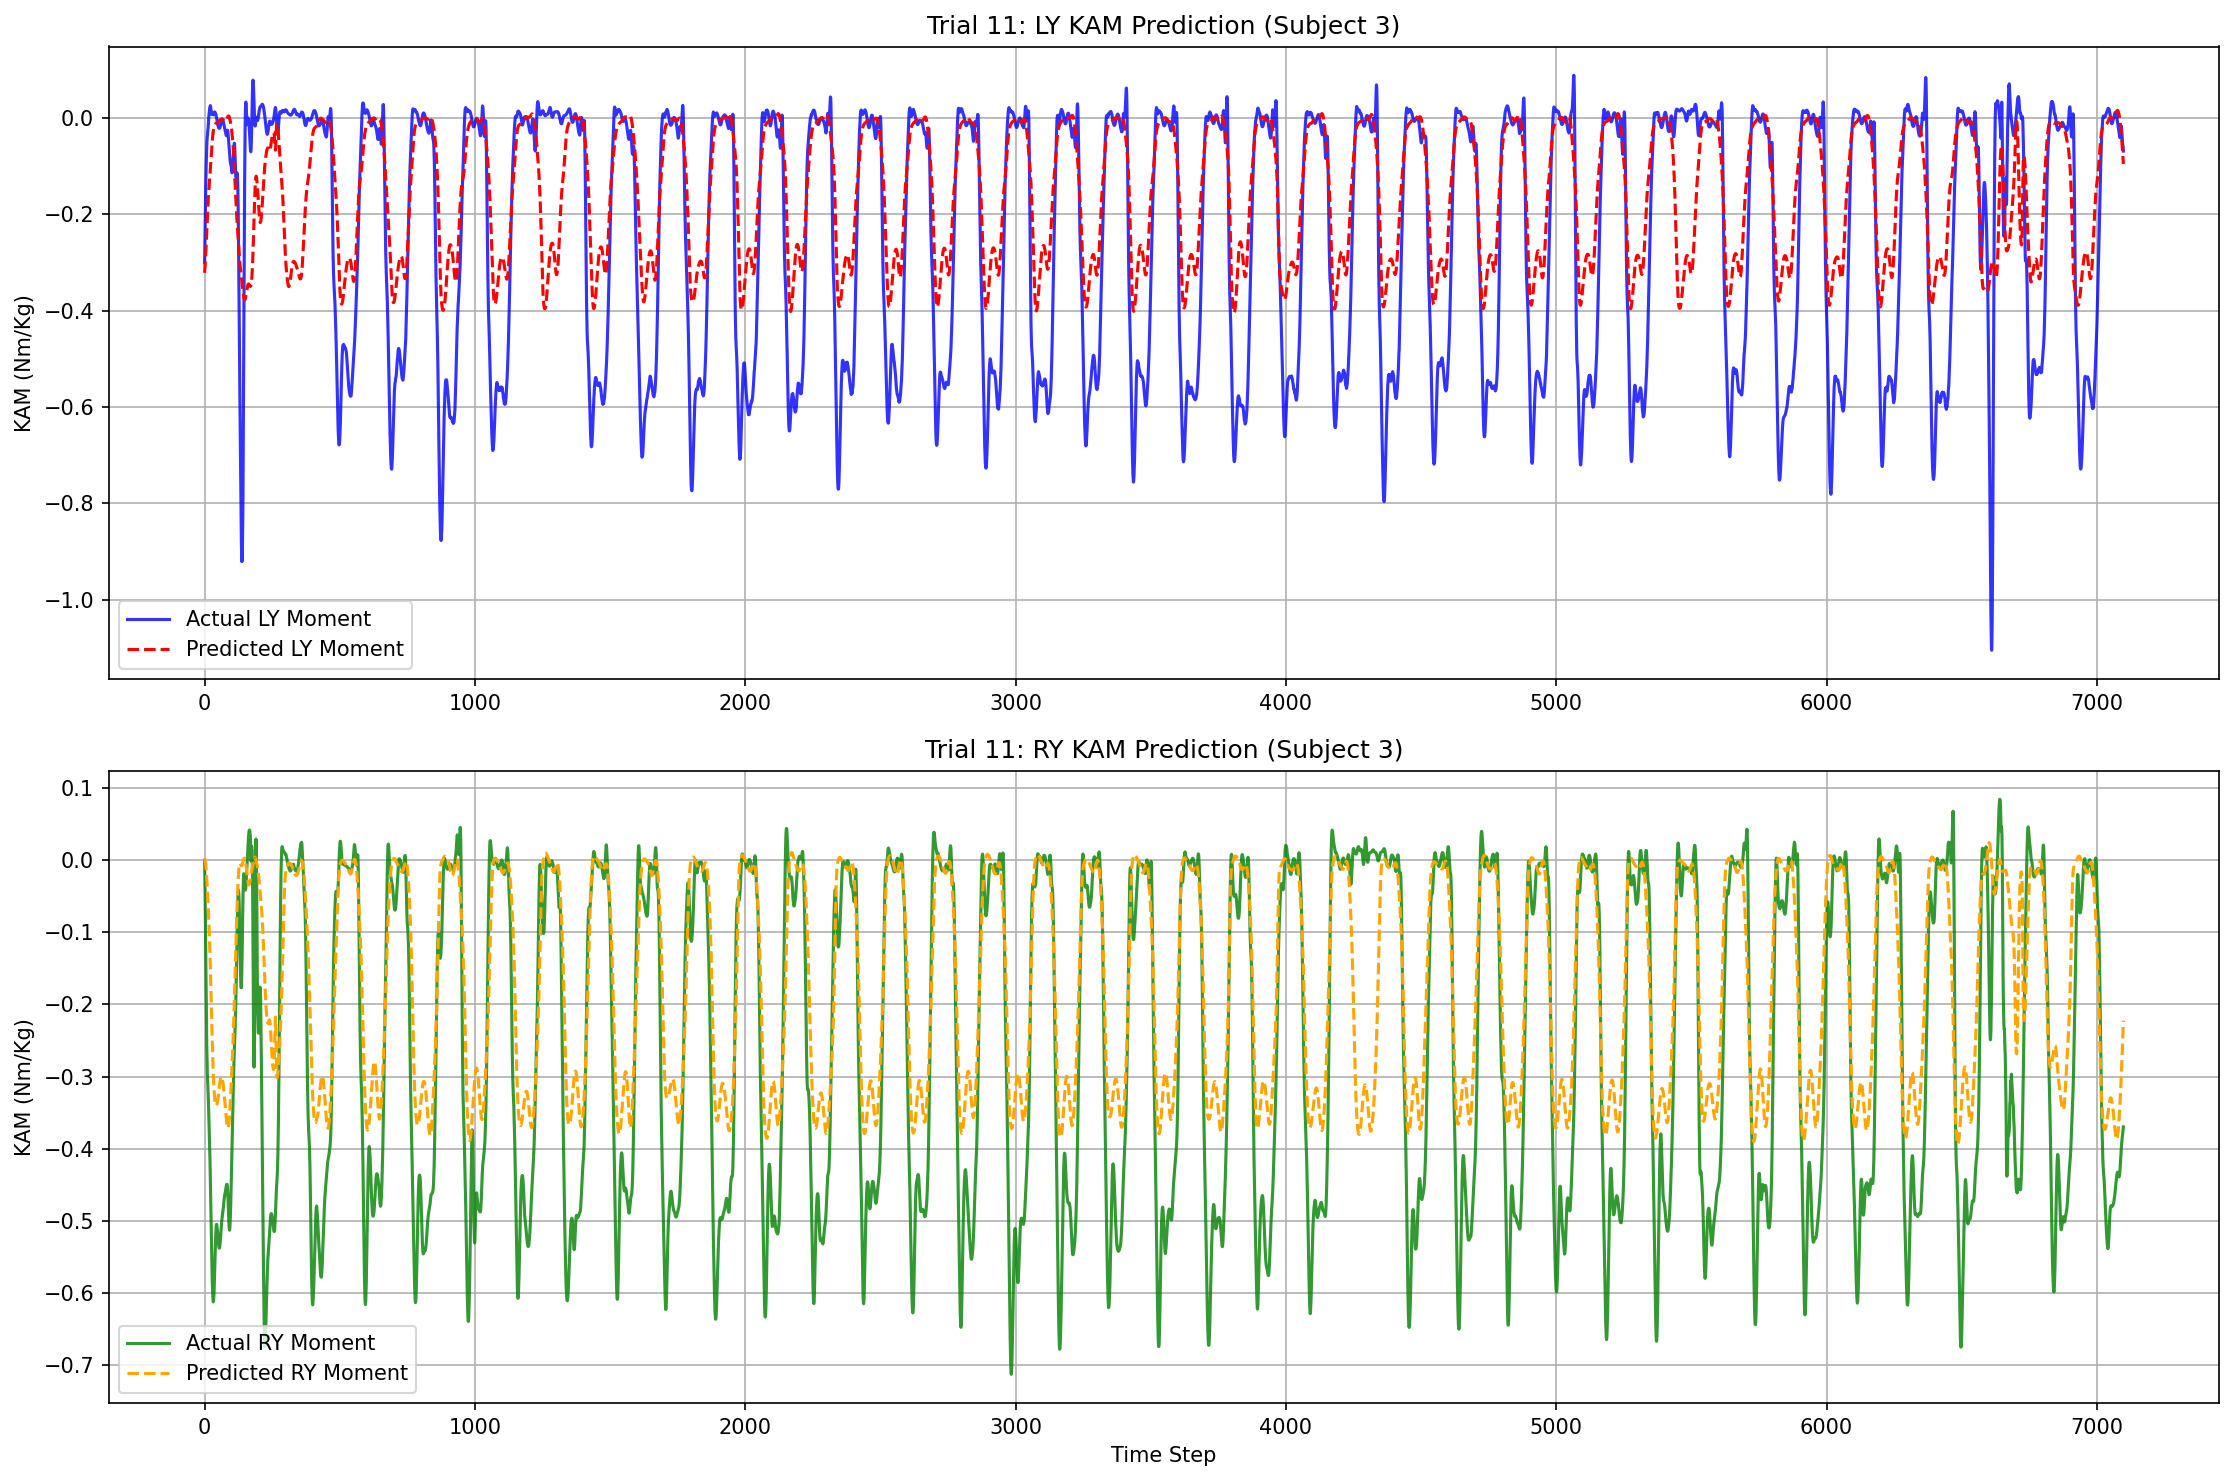 Trial 11: LY KAM Prediction (Subject 3)
KAM (Nm/Kg)
0.0
−0.2
−0.4
−0.6
−0.8
−1.0
Actual LY Moment
Predicted LY Moment
0 1000 2000 3000 4000 5000 6000 7000
Trial 11: RY KAM Prediction (Subject 3)
KAM (Nm/Kg)
0.1
0.0
−0.1
−0.2
−0.3
−0.4
−0.5
−0.6
−0.7
Actual RY Moment
Predicted RY Moment
0 1000 2000 3000 4000 5000 6000 7000
Time Step